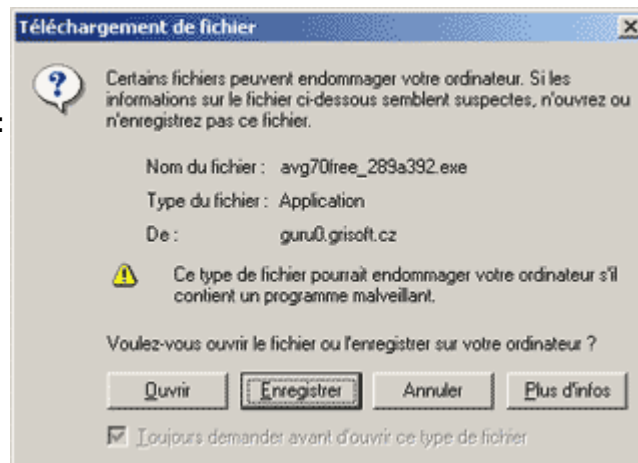 Téléchargement de fichier
Certains fichiers peuvent endommager votre ordinateur. Si les
informations sur le fichier ci-dessous semblent suspectes, n'ouvrez ou
n'enregistrez pas ce fichier.
:
Nom du fichier : avg70free_289a392.exe
Type du fichier : Application
De : guru0.grisoft.cz
Ce type de fichier pourrait endommager votre ordinateur s'il
contient un programme malveillant.
Voulez-vous ouvrir le fichier ou l'enregistrer sur votre ordinateur ?
Ouvrir Enregistrer Annuler Plus d'infos
Toujours demander avant d'ouvrir ce type de fichier